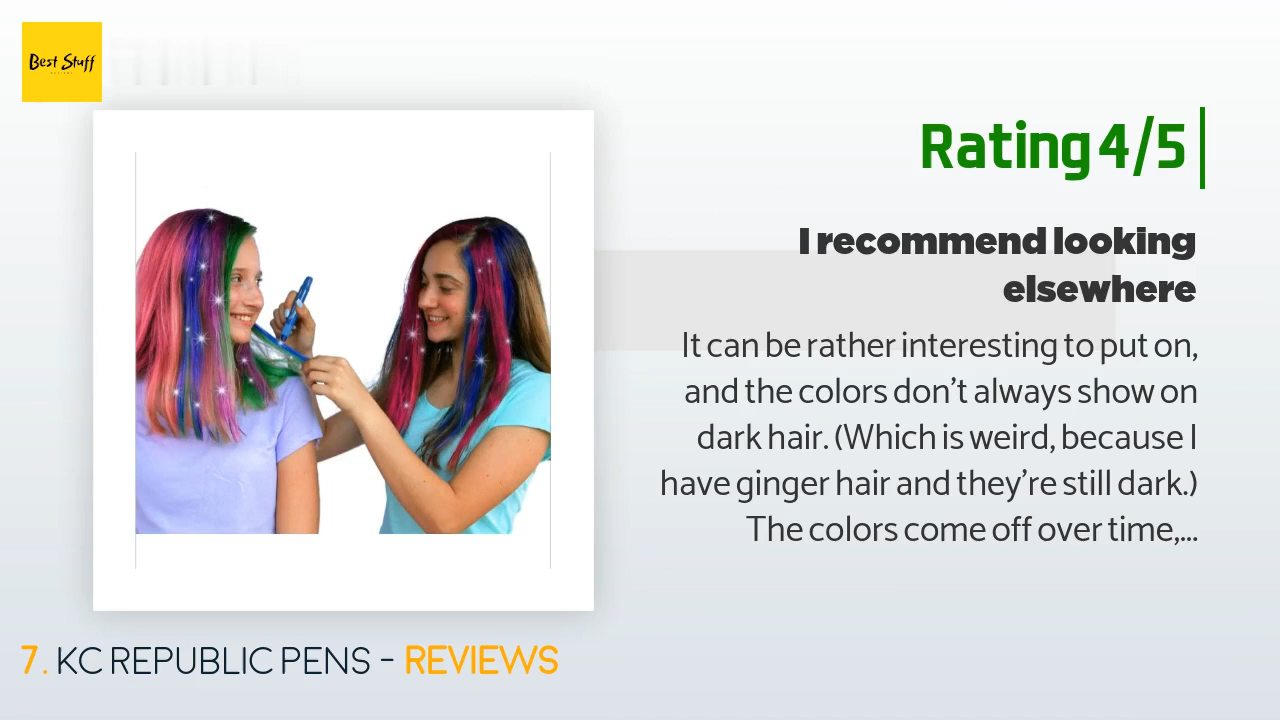 Best Stuff
Rating 4/5
I recommend looking
elsewhere
It can be rather interesting to put on,
and the colors don't always show on
dark hair. (Which is weird, because I
have ginger hair and they're still dark.)
The colors come off over time,...
7. KC REPUBLIC PENS - REVIEWS